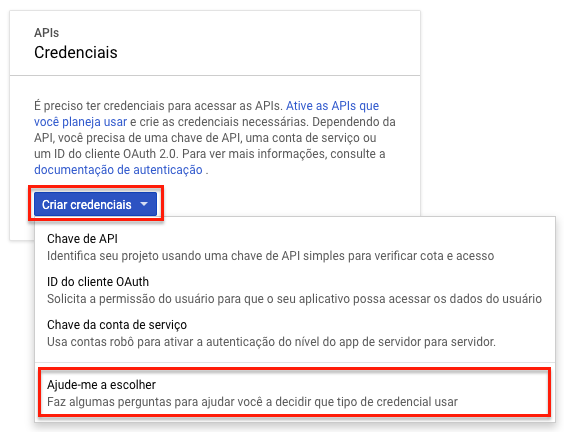 APIs
Credenciais
É preciso ter credenciais para acessar as APIs. Ative as APIs que
você planeja usar e crie as credenciais necessárias. Dependendo da
API, você precisa de uma chave de API, uma conta de serviço ou
um ID do cliente OAuth 2.0. Para ver mais informações, consulte a
documentação de autenticação .
Criar credenciais
Chave de API
Identifica seu projeto usando uma chave de API simples para verificar cota e acesso
ID do cliente OAuth
Solicita a permissão do usuário para que o seu aplicativo possa acessar os dados do usuário
Chave da conta de serviço
Usa contas robô para ativar a autenticação do nível do app de servidor para servidor.
Ajude-me a escolher
Faz algumas perguntas para ajudar você a decidir que tipo de credencial usar